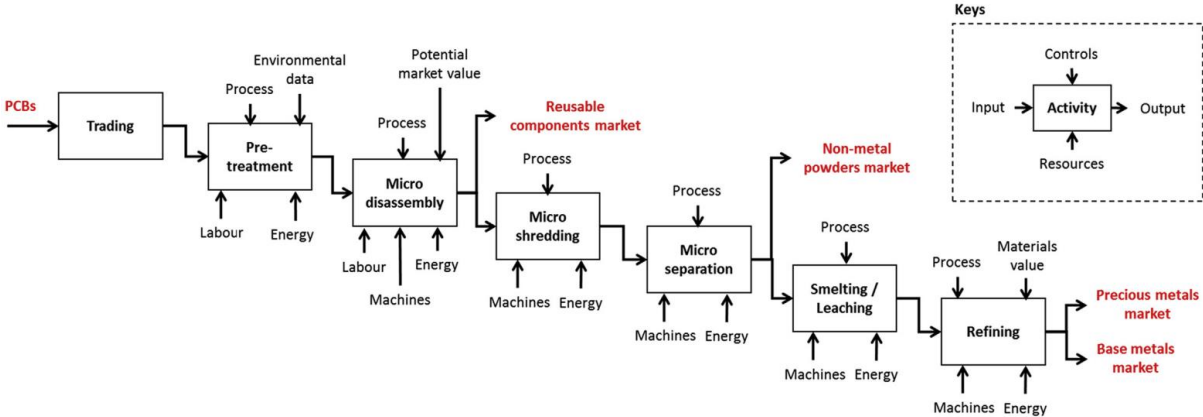 Keys
Controls
Input
Activity
Output
Resources
PCBs
Trading
Process
Environmental
data
Pre-
treatment
Labour
Energy
Process
Potential
market value
Micro
disassembly
Labour
Machines
Energy
Reusable
components market
Process
Micro
shredding
Machines
Energy
Process
Micro
separation
Machines
Energy
Non-metal
powders market
Process
Smelting /
Leaching
Machines
Energy
Process
Materials
value
Refining
Machines
Energy
Precious metals
market
Base metals
market